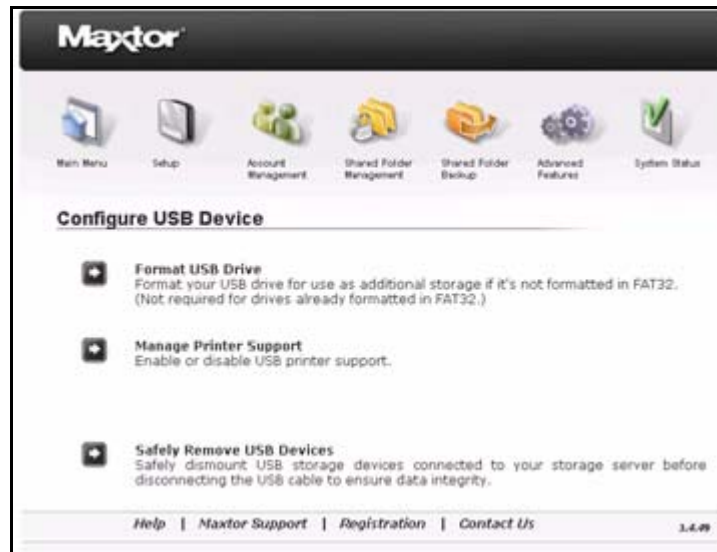 Maxtor
Main Menu
Setup
Account
Management
Shared Folder
Management
Shared Folder
Backup
Advanced
Features
System Status
Configure USB Device
Format USB Drive
Format your USB drive for use as additional storage if it's not formatted in FAT32.
(Not required for drives already formatted in FAT32.)
Manage Printer Support
Enable or disable USB printer support.
Safely Remove USB Devices
Safely dismount USB storage devices connected to your storage server before
disconnecting the USB cable to ensure data integrity.
Help | Maxtor Support | Registration | Contact Us